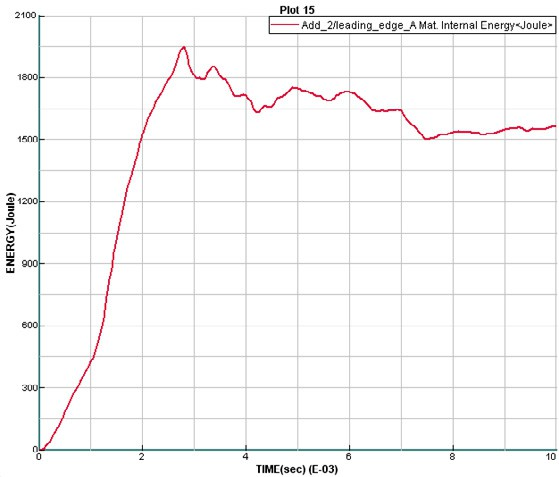 Plot 15
Add_2/leading_edge_A Mat. Internal Energy<Joule>
2100
1800
1500
1200
900
600
300
0
ENERGY(Joule)
0 2 4 6 8 10
TIME(sec) (E-03)